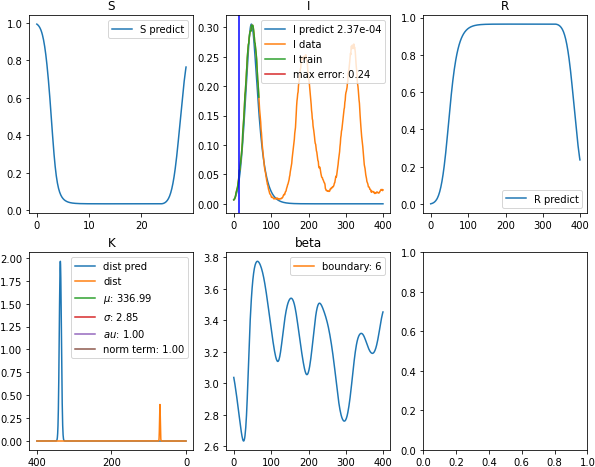 S
1.0
0.8
0.6
0.4
0.2
0.0
0 10 20
S predict
I
0.30
0.25
0.20
0.15
0.10
0.05
0.00
0 100 200 300 400
I predict 2.37e-04
I data
I train
max error: 0.24
R
1.0
0.8
0.6
0.4
0.2
0.0
0 100 200 300 400
R predict
K
2.00
1.75
1.50
1.25
1.00
0.75
0.50
0.25
0.00
400 200 0
dist pred
dist
μ: 336.99
σ: 2.85
au: 1.00
norm term: 1.00
beta
3.8
3.6
3.4
3.2
3.0
2.8
2.6
0 100 200 300 400
boundary: 6
1.0
0.8
0.6
0.4
0.2
0.0
0.0 0.2 0.4 0.6 0.8 1.0